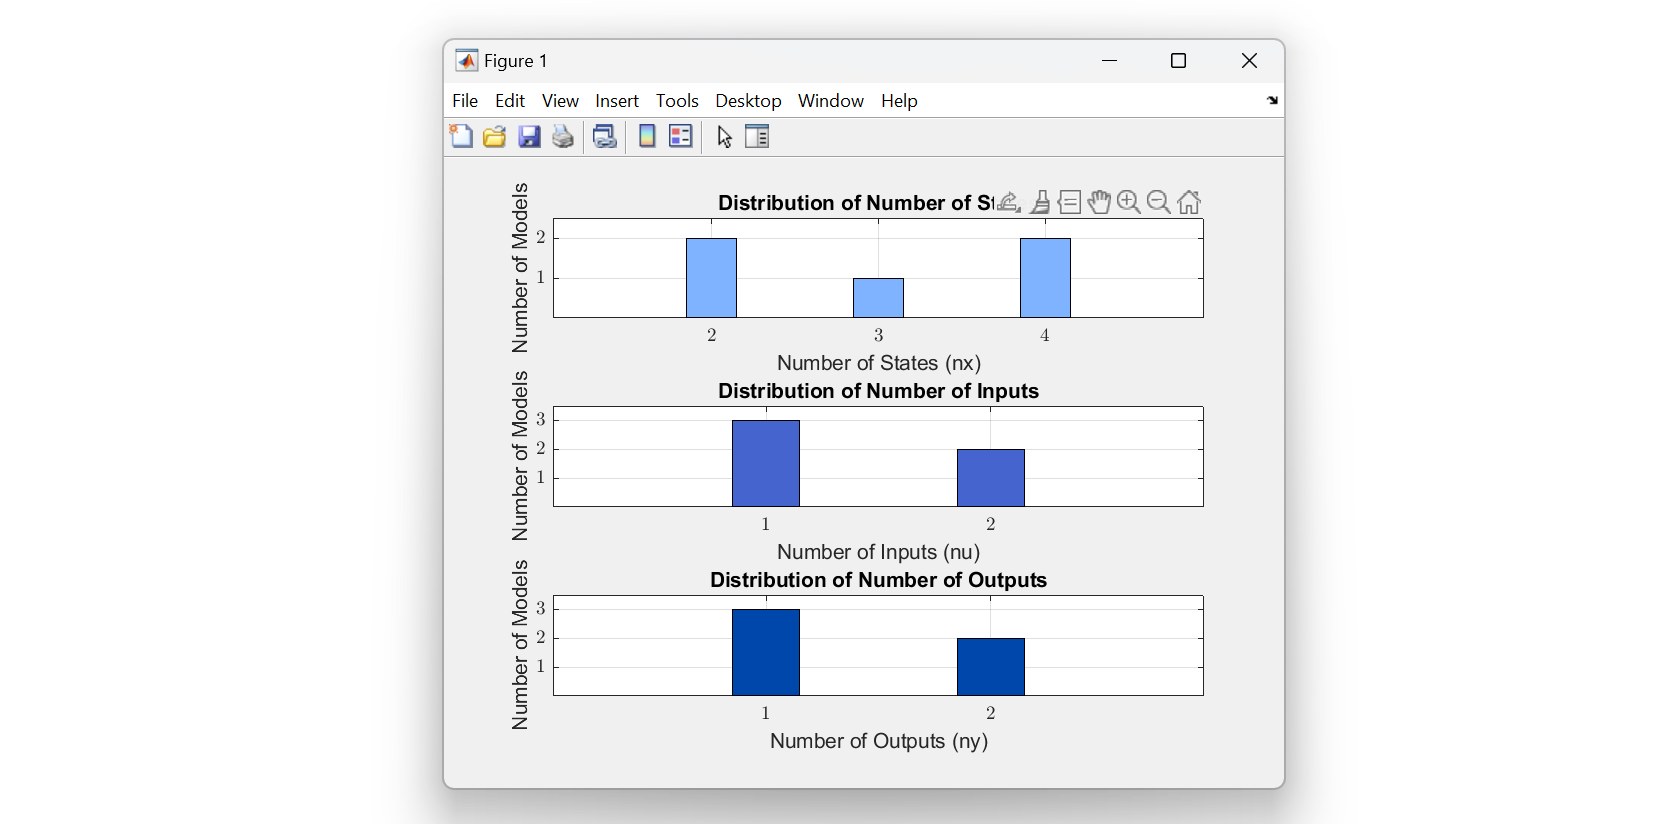 Figure 1
File Edit View Insert Tools Desktop Window Help
Distribution of Number of
Number of Models
2
1
2 3 4
Number of States (nx)
Distribution of Number of Inputs
Number of Models
3
2
1
1 2
Number of Inputs (nu)
Distribution of Number of Outputs
Number of Models
3
2
1
1 2
Number of Outputs (ny)